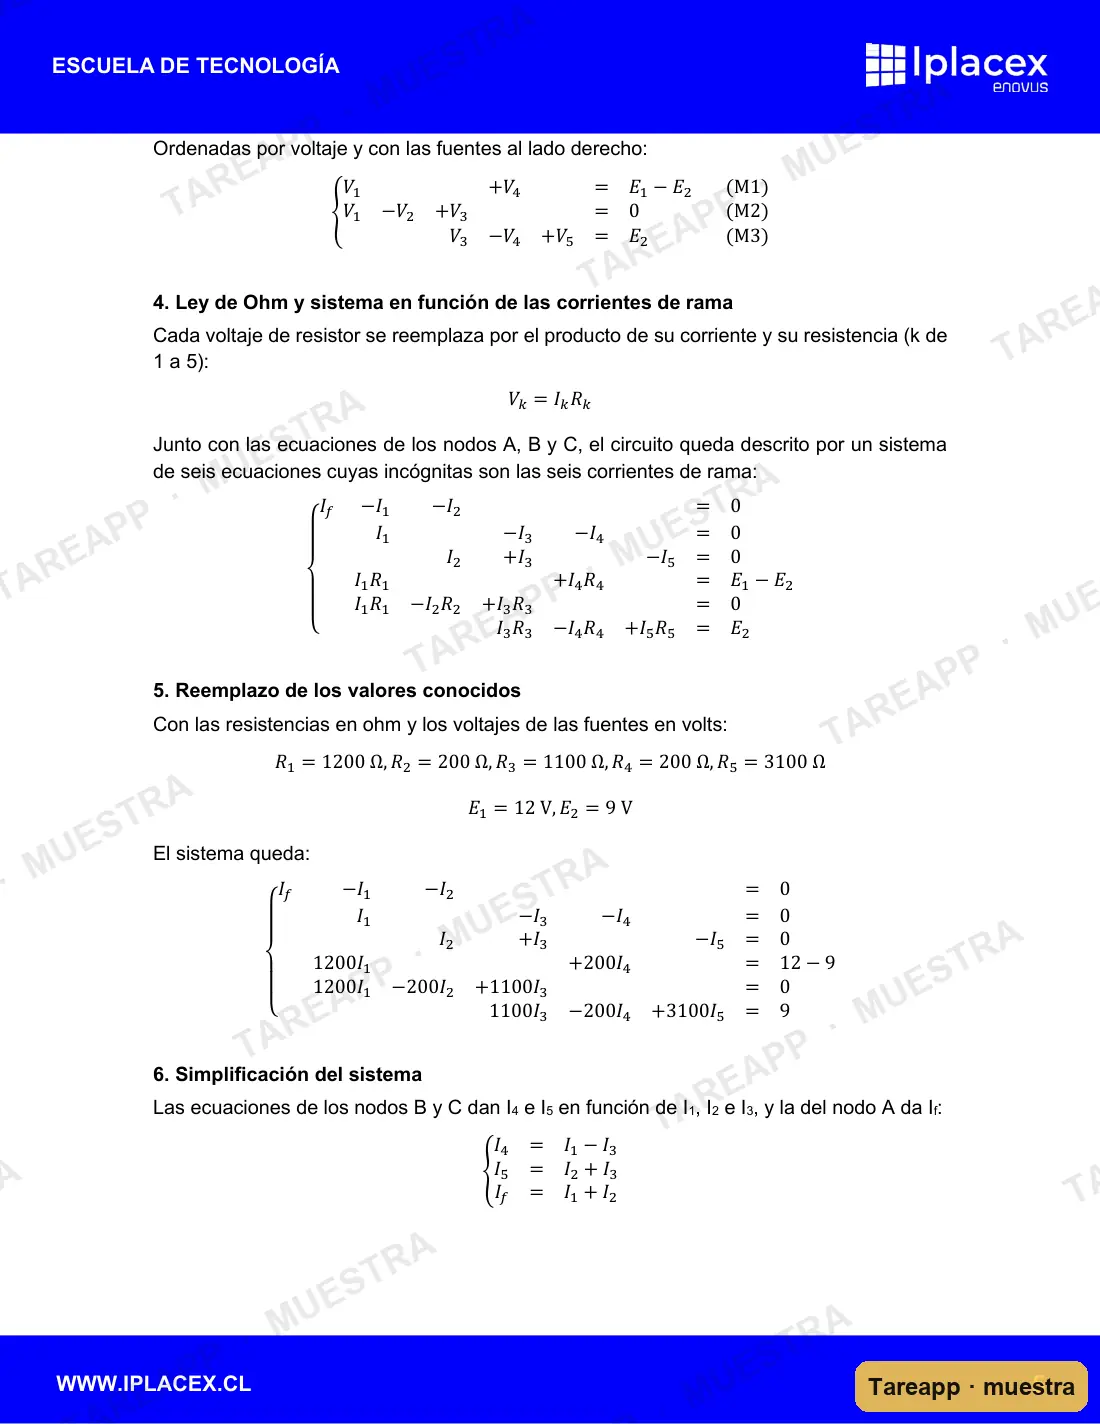 ESCUELA DE TECNOLOGÍA
Iplacex
enovus
Ordenadas por voltaje y con las fuentes al lado derecho:
V₁ +V₄ = E₁ − E₂ (M1)
V₁ −V₂ +V₃ = 0 (M2)
V₃ −V₄ +V₅ = E₂ (M3)
4. Ley de Ohm y sistema en función de las corrientes de rama
Cada voltaje de resistor se reemplaza por el producto de su corriente y su resistencia (k de
1 a 5):
Vₖ = IₖRₖ
Junto con las ecuaciones de los nodos A, B y C, el circuito queda descrito por un sistema
de seis ecuaciones cuyas incógnitas son las seis corrientes de rama:
I_f −I₁ −I₂ = 0
I₁ −I₃ −I₄ = 0
I₂ +I₃ −I₅ = 0
I₁R₁ +I₄R₄ = E₁ − E₂
I₁R₁ −I₂R₂ +I₃R₃ = 0
I₃R₃ −I₄R₄ +I₅R₅ = E₂
5. Reemplazo de los valores conocidos
Con las resistencias en ohm y los voltajes de las fuentes en volts:
R₁ = 1200 Ω, R₂ = 200 Ω, R₃ = 1100 Ω, R₄ = 200 Ω, R₅ = 3100 Ω
E₁ = 12 V, E₂ = 9 V
El sistema queda:
I_f −I₁ −I₂ = 0
I₁ −I₃ −I₄ = 0
I₂ +I₃ −I₅ = 0
1200I₁ +200I₄ = 12 − 9
1200I₁ −200I₂ +1100I₃ = 0
1100I₃ −200I₄ +3100I₅ = 9
6. Simplificación del sistema
Las ecuaciones de los nodos B y C dan I₄ e I₅ en función de I₁, I₂ e I₃, y la del nodo A da I_f:
I₄ = I₁ − I₃
I₅ = I₂ + I₃
I_f = I₁ + I₂
WWW.IPLACEX.CL
Tareapp · muestra
TAREAPP · MUESTRA